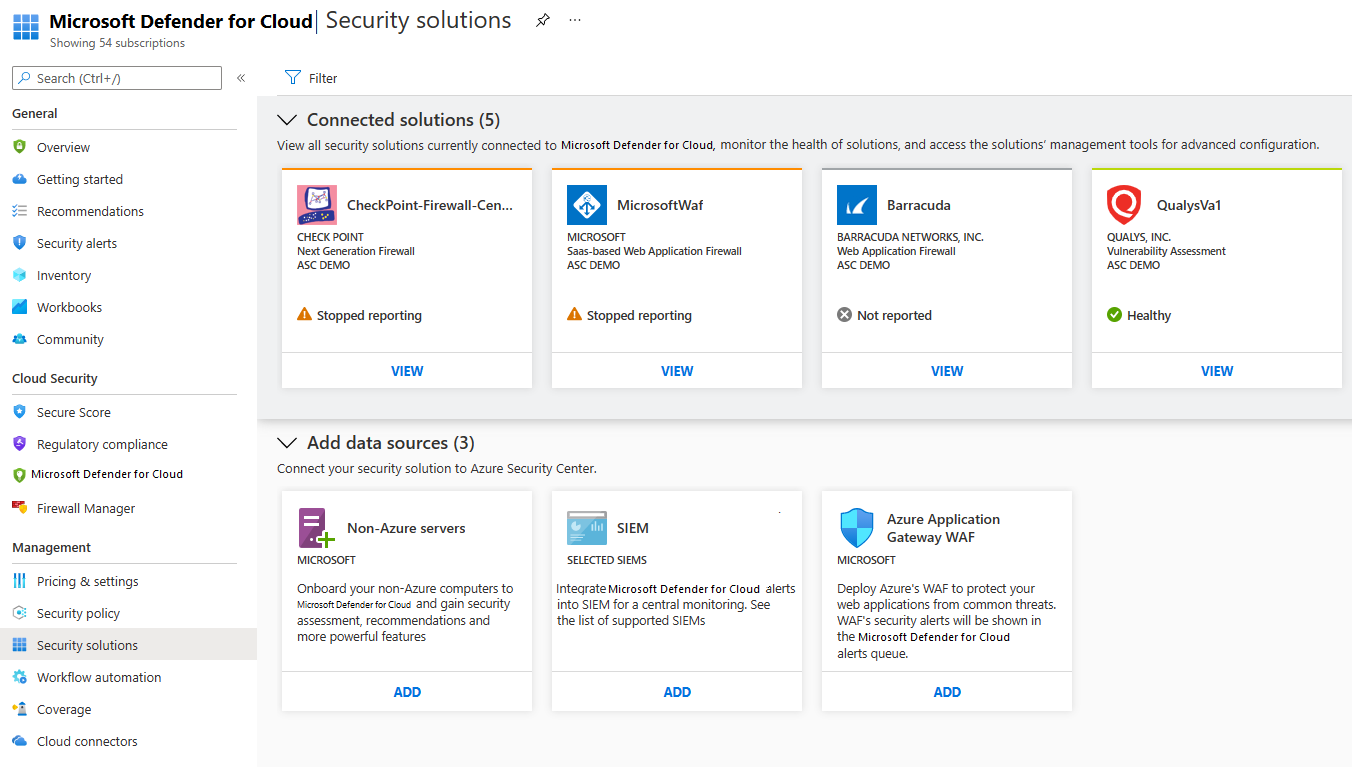 Microsoft Defender for Cloud | Security solutions
Showing 54 subscriptions
Search (Ctrl+/)
«
Filter
General
Overview
Getting started
Recommendations
Security alerts
Inventory
Workbooks
Community
Cloud Security
Secure Score
Regulatory compliance
Microsoft Defender for Cloud
Firewall Manager
Management
Pricing & settings
Security policy
Security solutions
Workflow automation
Coverage
Cloud connectors
Connected solutions (5)
View all security solutions currently connected to Microsoft Defender for Cloud, monitor the health of solutions, and access the solutions' management tools for advanced configuration.
CheckPoint-Firewall-Cen...
CHECK POINT
Next Generation Firewall
ASC DEMO
Stopped reporting
VIEW
MicrosoftWaf
MICROSOFT
Saas-based Web Application Firewall
ASC DEMO
Stopped reporting
VIEW
Barracuda
BARRACUDA NETWORKS, INC.
Web Application Firewall
ASC DEMO
Not reported
VIEW
QualysVa1
QUALYS, INC.
Vulnerability Assessment
ASC DEMO
Healthy
VIEW
Add data sources (3)
Connect your security solution to Azure Security Center.
Non-Azure servers
MICROSOFT
Onboard your non-Azure computers to
Microsoft Defender for Cloud and gain security
assessment, recommendations and
more powerful features
ADD
SIEM
SELECTED SIEMS
Integrate Microsoft Defender for Cloud alerts
into SIEM for a central monitoring. See
the list of supported SIEMs
ADD
Azure Application
Gateway WAF
MICROSOFT
Deploy Azure's WAF to protect your
web applications from common threats.
WAF's security alerts will be shown in
the Microsoft Defender for Cloud
alerts queue.
ADD